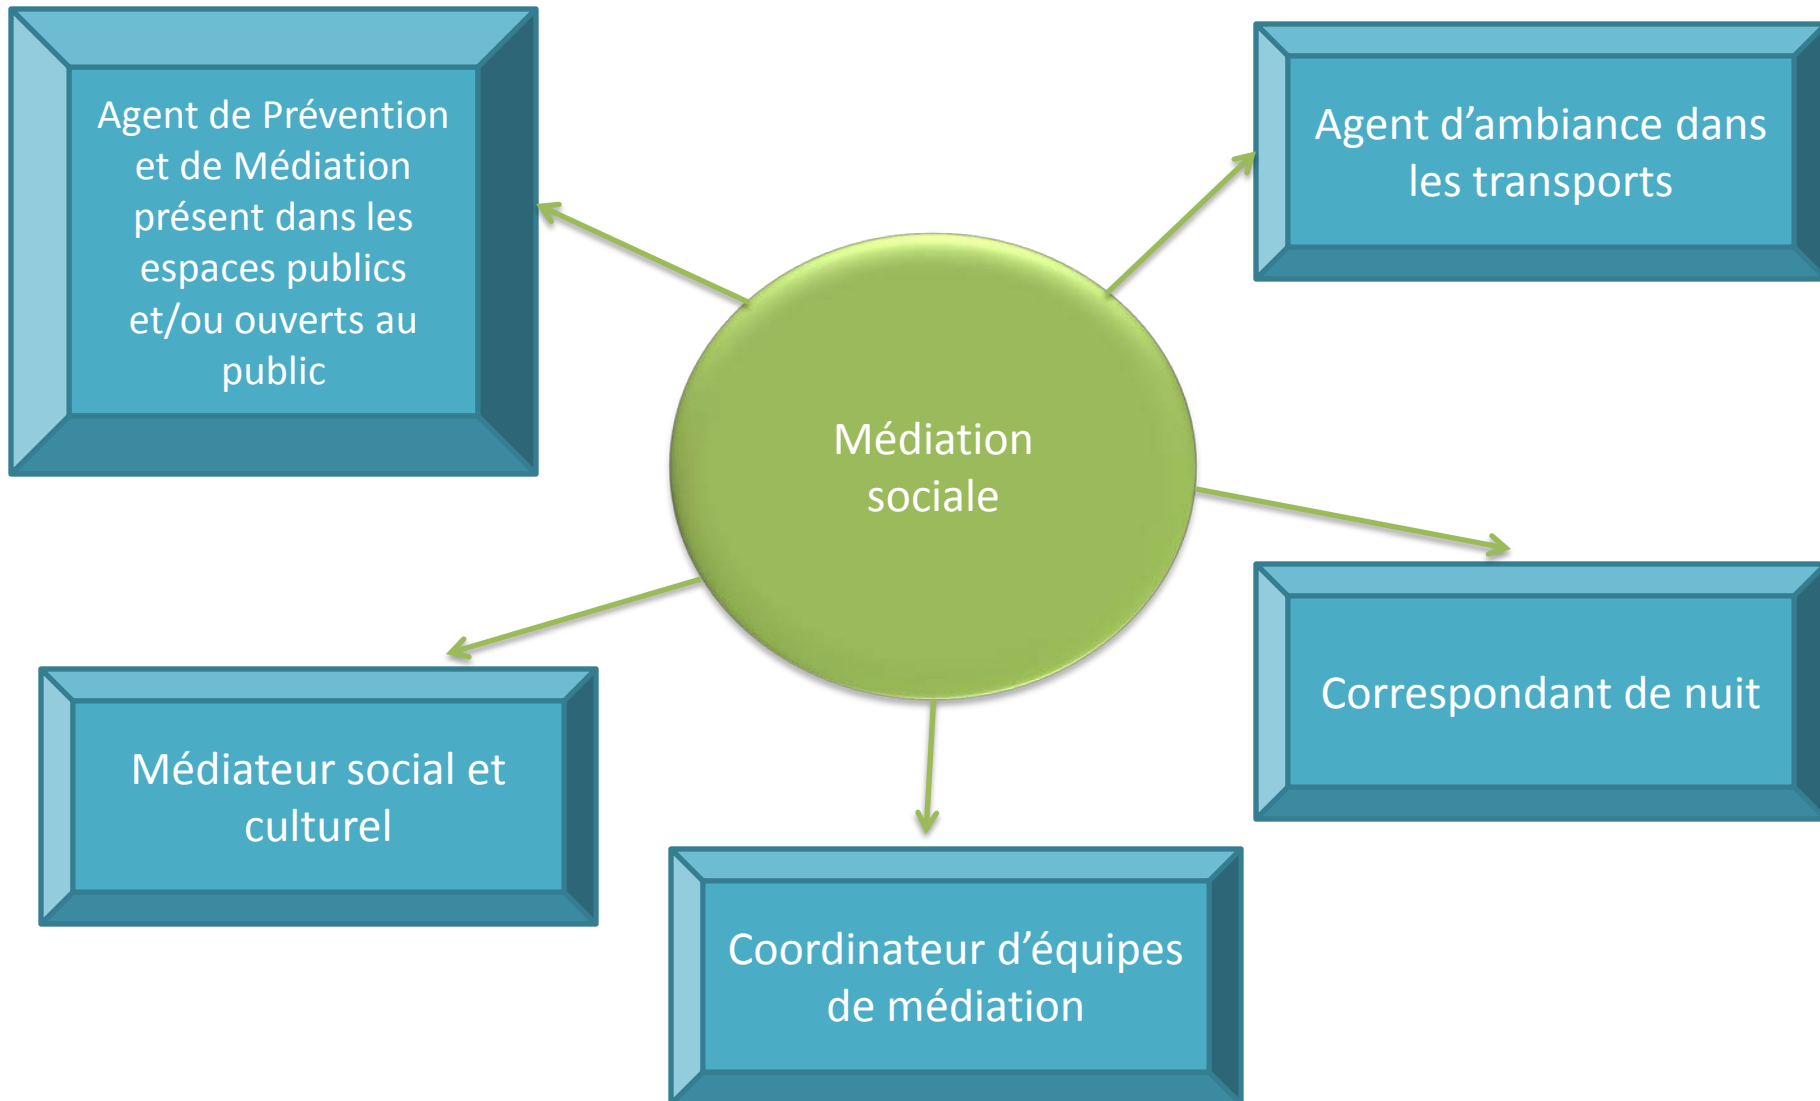 Agent de Prévention
et de Médiation
présent dans les
espaces publics
et/ou ouverts au
public
Agent d’ambiance dans
les transports
Médiation
sociale
Correspondant de nuit
Médiateur social et
culturel
Coordinateur d’équipes
de médiation